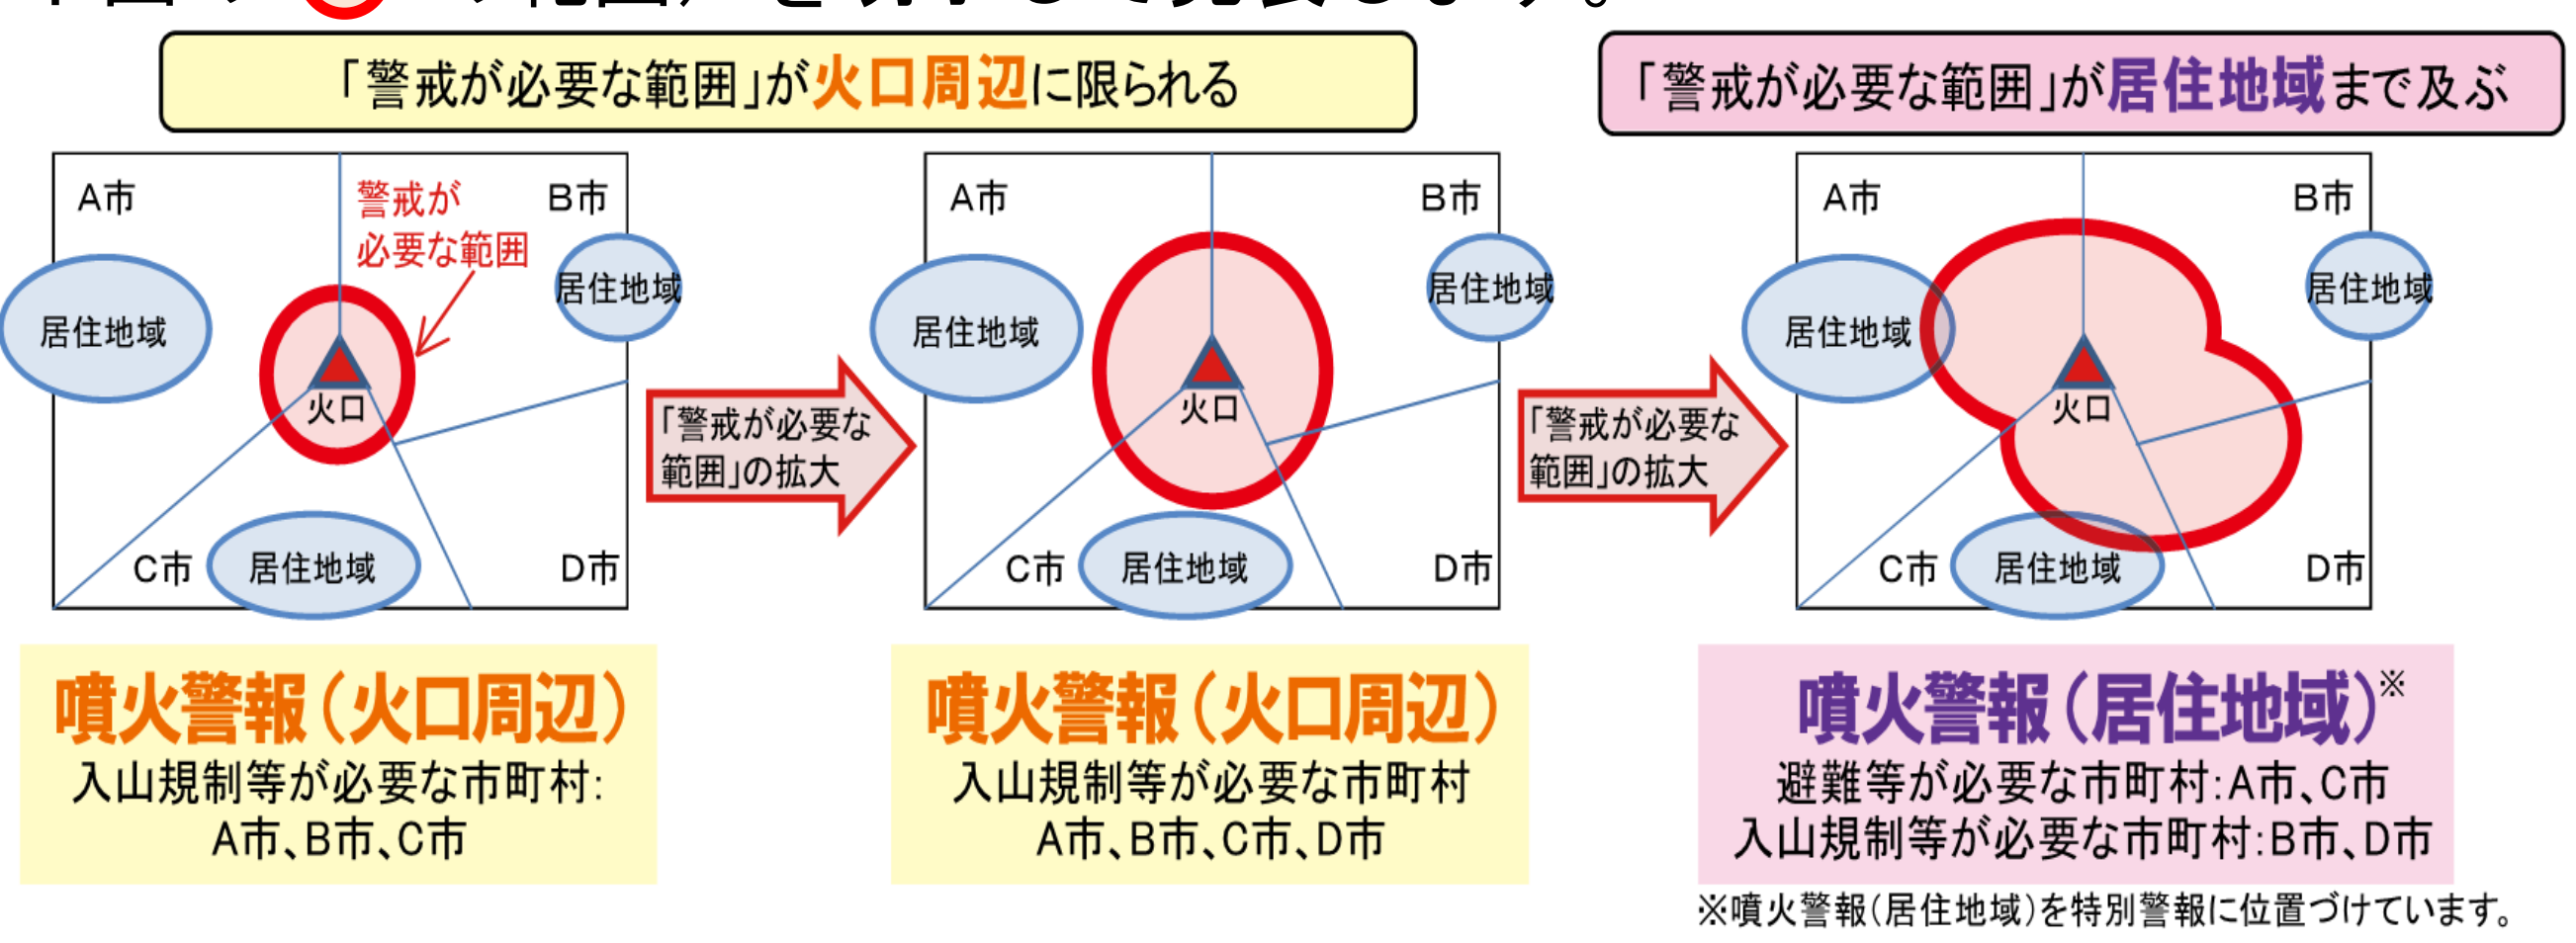 「警戒が必要な範囲」が火口周辺に限られる
「警戒が必要な範囲」が居住地域まで及ぶ
A市
警戒が
必要な範囲
B市
居住地域
居住地域
火口
C市
居住地域
D市
「警戒が必要な
範囲」の拡大
A市
B市
居住地域
居住地域
火口
C市
居住地域
D市
「警戒が必要な
範囲」の拡大
A市
B市
居住地域
居住地域
火口
C市
居住地域
D市
噴火警報(火口周辺)
入山規制等が必要な市町村:
A市、B市、C市
噴火警報(火口周辺)
入山規制等が必要な市町村
A市、B市、C市、D市
噴火警報(居住地域)※
避難等が必要な市町村:A市、C市
入山規制等が必要な市町村:B市、D市
※噴火警報(居住地域)を特別警報に位置づけています。